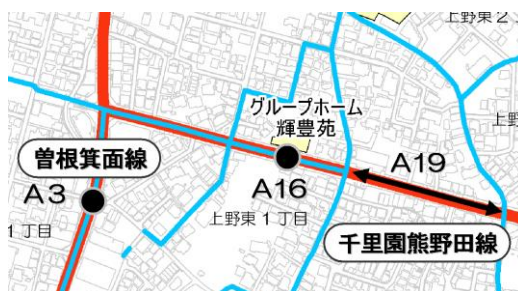 上野東2
上野
グループホーム
輝豊苑
曽根箕面線
A19
A3
A16
上野東1丁目
1丁目
千里園熊野田線